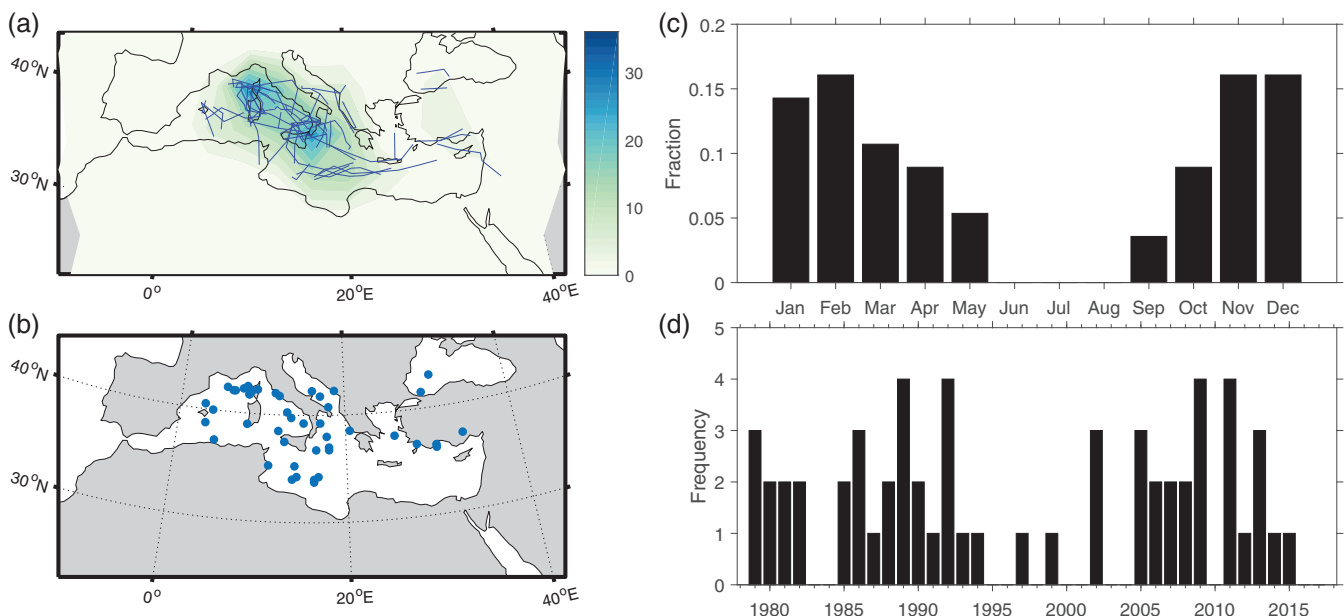 (a)
40°N
30°N
0°
20°E
40°E
30
20
10
0
(b)
40°N
30°N
0°
20°E
40°E
(c)
0.2
0.15
0.1
0.05
0
Fraction
Jan Feb Mar Apr May Jun Jul Aug Sep Oct Nov Dec
(d)
5
4
3
2
1
0
Frequency
1980 1985 1990 1995 2000 2005 2010 2015